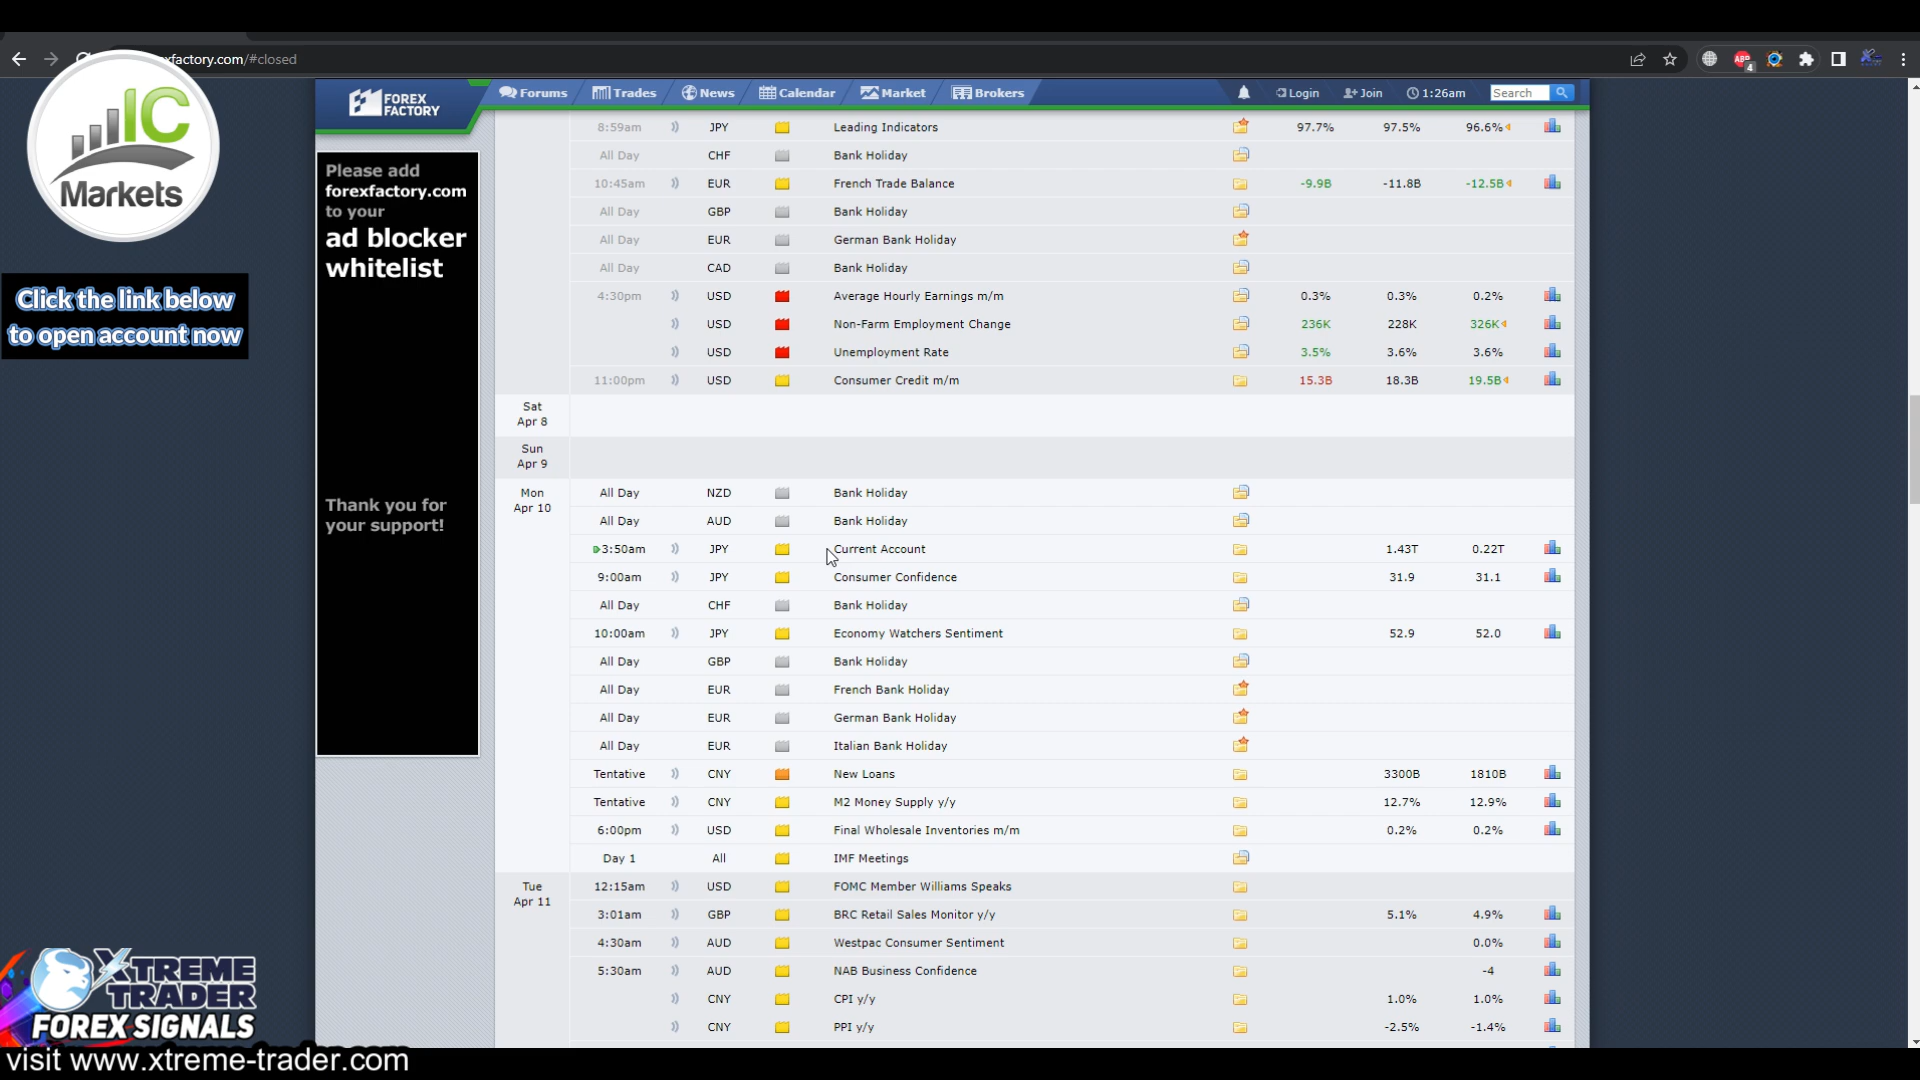 xfactory.com/#closed
ABP
4
IC
Markets
Click the link below
to open account now
FOREX
FACTORY
Forums Trades News Calendar Market Brokers Login Join 1:26am Search
Please add
forexfactory.com
to your
ad blocker
whitelist
Thank you for
your support!
8:59am JPY Leading Indicators 97.7% 97.5% 96.6%
All Day CHF Bank Holiday
10:45am EUR French Trade Balance -9.9B -11.8B -12.5B
All Day GBP Bank Holiday
All Day EUR German Bank Holiday
All Day CAD Bank Holiday
4:30pm USD Average Hourly Earnings m/m 0.3% 0.3% 0.2%
USD Non-Farm Employment Change 236K 228K 326K
USD Unemployment Rate 3.5% 3.6% 3.6%
11:00pm USD Consumer Credit m/m 15.3B 18.3B 19.5B
Sat
Apr 8
Sun
Apr 9
Mon
Apr 10
All Day NZD Bank Holiday
All Day AUD Bank Holiday
3:50am JPY Current Account 1.43T 0.22T
9:00am JPY Consumer Confidence 31.9 31.1
All Day CHF Bank Holiday
10:00am JPY Economy Watchers Sentiment 52.9 52.0
All Day GBP Bank Holiday
All Day EUR French Bank Holiday
All Day EUR German Bank Holiday
All Day EUR Italian Bank Holiday
Tentative CNY New Loans 3300B 1810B
Tentative CNY M2 Money Supply y/y 12.7% 12.9%
6:00pm USD Final Wholesale Inventories m/m 0.2% 0.2%
Day 1 All IMF Meetings
Tue
Apr 11
12:15am USD FOMC Member Williams Speaks
3:01am GBP BRC Retail Sales Monitor y/y 5.1% 4.9%
4:30am AUD Westpac Consumer Sentiment 0.0%
5:30am AUD NAB Business Confidence -4
CNY CPI y/y 1.0% 1.0%
CNY PPI y/y -2.5% -1.4%
XTREME
TRADER
FOREX SIGNALS
visit www.xtreme-trader.com